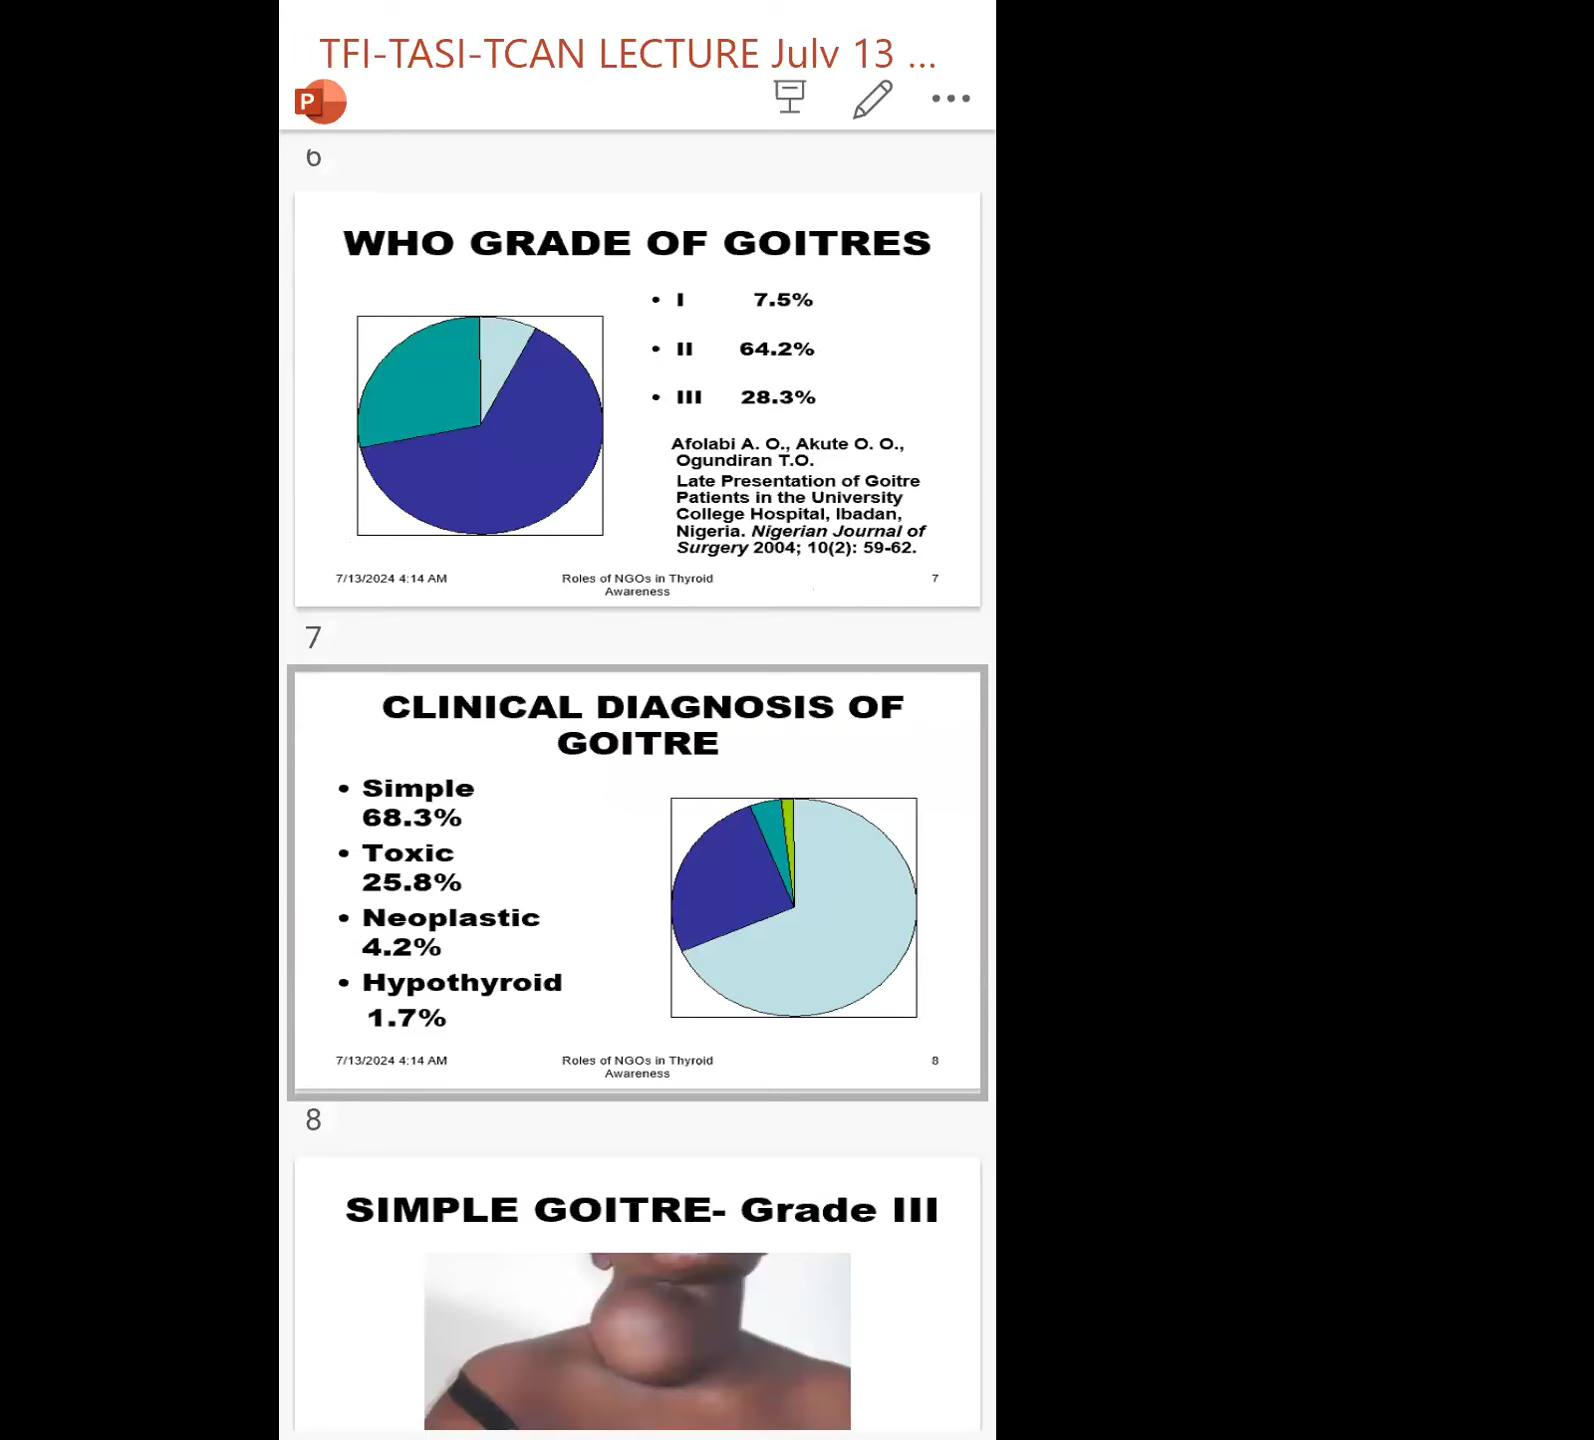 TFI-TASI-TCAN LECTURE July 13 ...
P
6
WHO GRADE OF GOITRES
• I 7.5%
• II 64.2%
• III 28.3%
Afolabi A. O., Akute O. O.,
Ogundiran T.O.
Late Presentation of Goitre
Patients in the University
College Hospital, Ibadan,
Nigeria. Nigerian Journal of
Surgery 2004; 10(2): 59-62.
7/13/2024 4:14 AM
Roles of NGOs in Thyroid
Awareness
7
7
CLINICAL DIAGNOSIS OF
GOITRE
• Simple
68.3%
• Toxic
25.8%
• Neoplastic
4.2%
• Hypothyroid
1.7%
7/13/2024 4:14 AM
Roles of NGOs in Thyroid
Awareness
8
8
SIMPLE GOITRE- Grade III